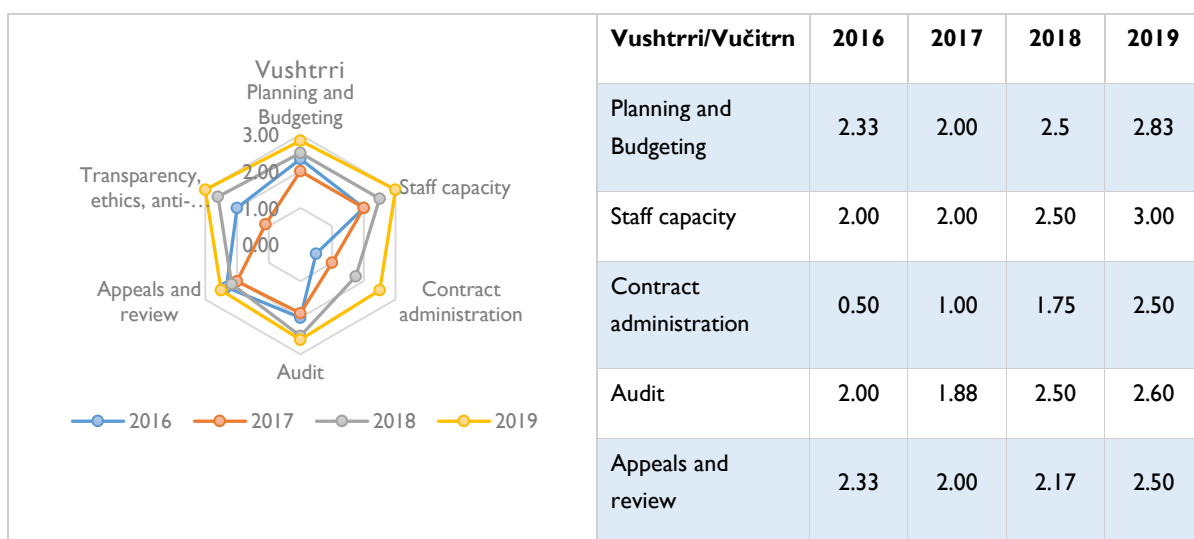 Vushtrri
Planning and
Budgeting
3.00
2.00
1.00
0.00
Transparency,
ethics, anti-…
Staff capacity
Appeals and
review
Contract
administration
Audit
2016 2017 2018 2019
Vushtrri/Vučitrn 2016 2017 2018 2019
Planning and
Budgeting 2.33 2.00 2.5 2.83
Staff capacity 2.00 2.00 2.50 3.00
Contract
administration 0.50 1.00 1.75 2.50
Audit 2.00 1.88 2.50 2.60
Appeals and
review 2.33 2.00 2.17 2.50